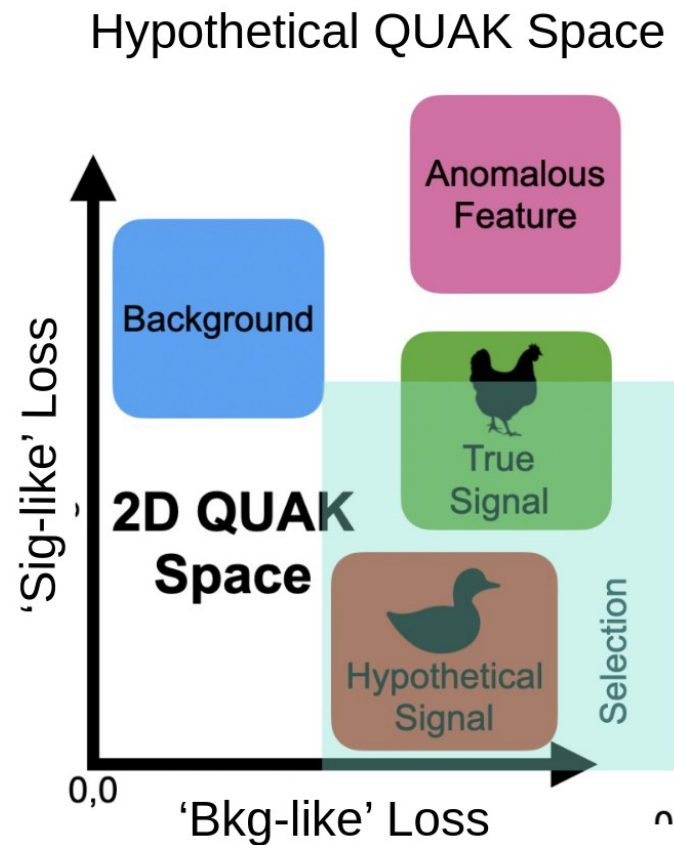 Hypothetical QUAK Space
Anomalous
Feature
Background
True
Signal
‘Sig-like’ Loss
2D QUAK
Space
Hypothetical
Signal
Selection
0,0
‘Bkg-like’ Loss